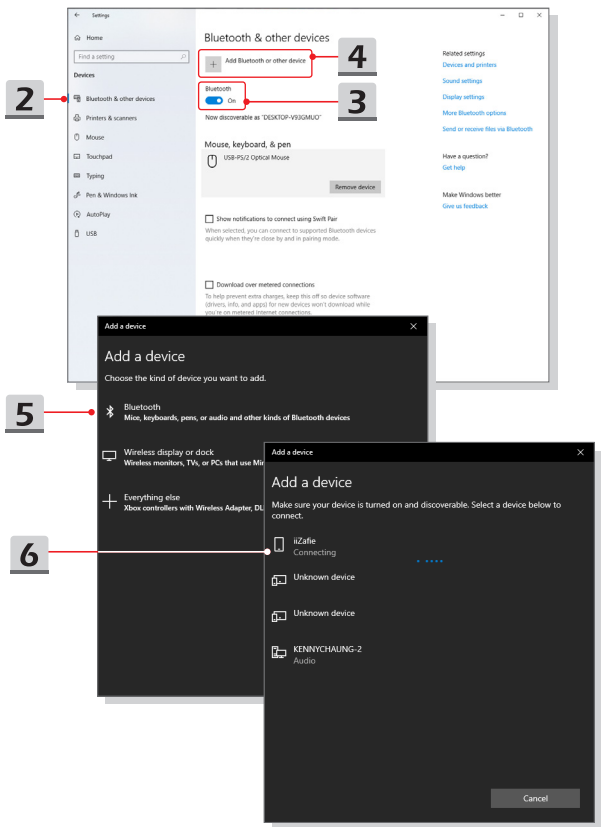 Settings
Home
Find a setting
Devices
Bluetooth & other devices
Printers & scanners
Mouse
Touchpad
Typing
Pen & Windows Ink
AutoPlay
USB
2
Bluetooth & other devices
Add Bluetooth or other device
4
Bluetooth
On
3
Now discoverable as "DESKTOP-V93GMUO"
Mouse, keyboard, & pen
USB-PS/2 Optical Mouse
Remove device
Show notifications to connect using Swift Pair
When selected, you can connect to supported Bluetooth devices
quickly when they're close by and in pairing mode.
Download over metered connections
To help prevent extra charges, keep this off so device software
(drivers, info, and apps) for new devices won't download while
you're on metered Internet connections.
Related settings
Devices and printers
Sound settings
Display settings
More Bluetooth options
Send or receive files via Bluetooth
Have a question?
Get help
Make Windows better
Give us feedback
Add a device
Add a device
Choose the kind of device you want to add.
5
Bluetooth
Mice, keyboards, pens, or audio and other kinds of Bluetooth devices
Wireless display or dock
Wireless monitors, TVs, or PCs that use Mir
Everything else
Xbox controllers with Wireless Adapter, DL
Add a device
Add a device
Make sure your device is turned on and discoverable. Select a device below to
connect.
6
iiZafie
Connecting
Unknown device
Unknown device
KENNYCHAUNG-2
Audio
Cancel